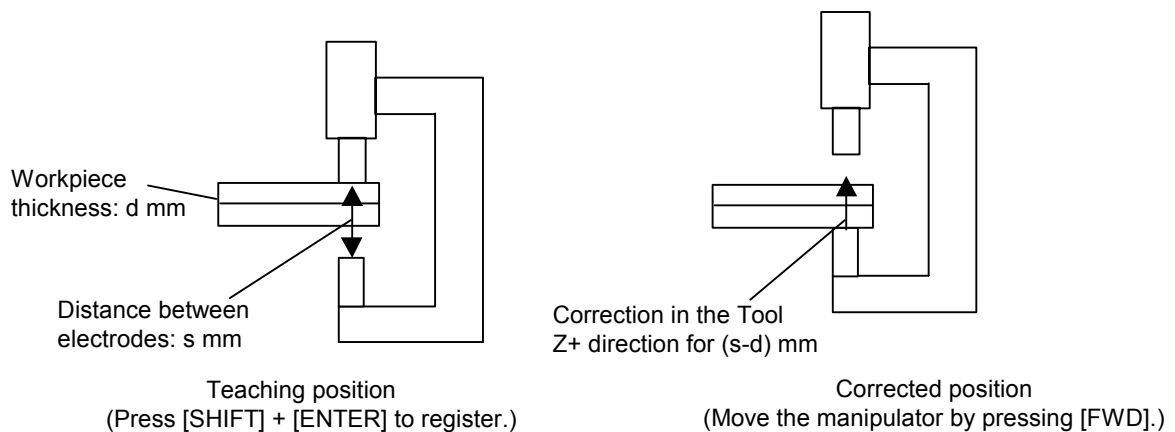 Workpiece
thickness: d mm
Distance between
electrodes: s mm
Teaching position
(Press [SHIFT] + [ENTER] to register.)
Correction in the Tool
Z+ direction for (s-d) mm
Corrected position
(Move the manipulator by pressing [FWD].)